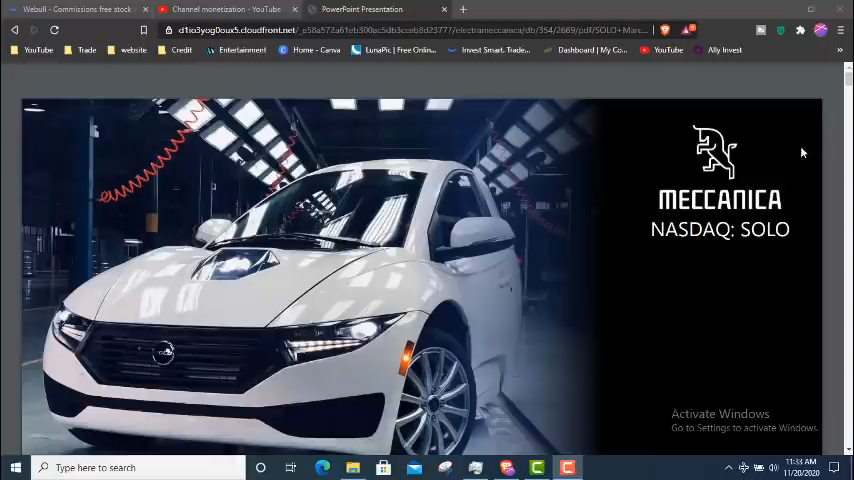 Webull - Commissions free stock
Channel monetization - YouTube
PowerPoint Presentation
d1io3yog0oux5.cloudfront.net/_e58a572a61eb300ac5db3cceb8d23777/electrameccanica/db/354/2669/pdf/SOLO+Marc...
YouTube
Trade
website
Credit
Entertainment
Home - Canva
LunaPic | Free Onlin...
Invest Smart, Trade...
Dashboard | My Co...
YouTube
Ally Invest
MECCANICA
NASDAQ: SOLO
Activate Windows
Go to Settings to activate Windows.
Type here to search
11:33 AM
11/20/2020